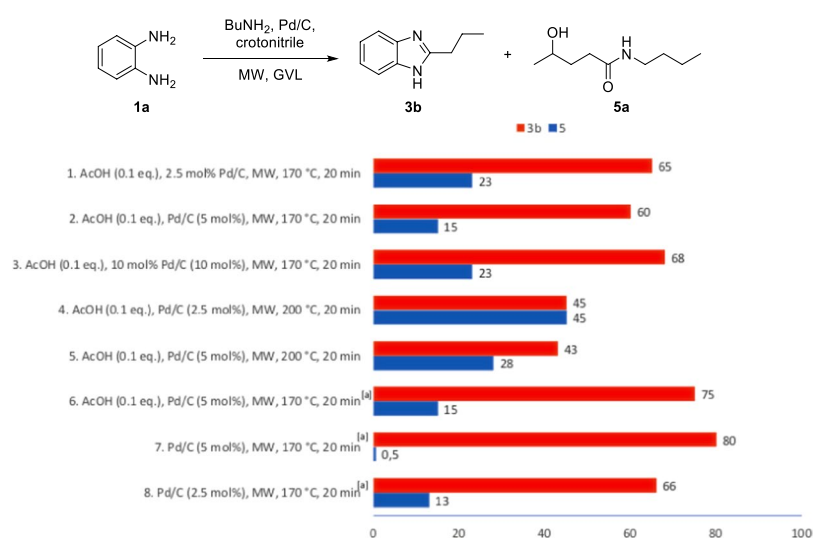 BuNH2, Pd/C,
crotonitrile
MW, GVL
NH2
NH2
1a
N
N
H
3b
+
OH
H
N
O
5a
3b 5
1. AcOH (0.1 eq.), 2.5 mol% Pd/C, MW, 170 °C, 20 min
65
23
2. AcOH (0.1 eq.), Pd/C (5 mol%), MW, 170 °C, 20 min
60
15
3. AcOH (0.1 eq.), 10 mol% Pd/C (10 mol%), MW, 170 °C, 20 min
68
23
4. AcOH (0.1 eq.), Pd/C (2.5 mol%), MW, 200 °C, 20 min
45
45
5. AcOH (0.1 eq.), Pd/C (5 mol%), MW, 200 °C, 20 min
43
28
6. AcOH (0.1 eq.), Pd/C (5 mol%), MW, 170 °C, 20 min[a]
75
15
7. Pd/C (5 mol%), MW, 170 °C, 20 min[a]
80
0,5
8. Pd/C (2.5 mol%), MW, 170 °C, 20 min[a]
66
13
0 20 40 60 80 100